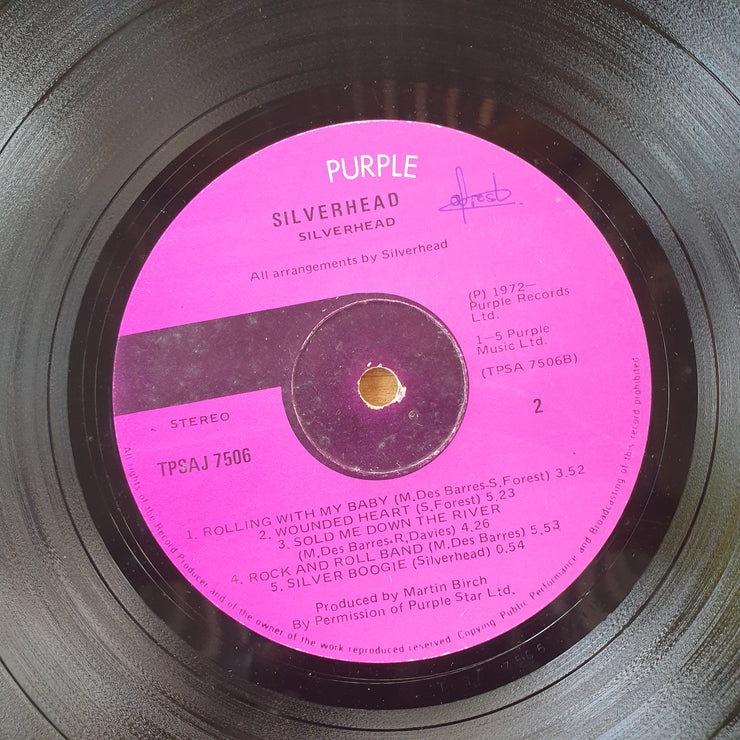 PURPLE
SILVERHEAD
SILVERHEAD
All arrangements by Silverhead
(P) 1972—
Purple Records
Ltd.
1—5 Purple
Music Ltd.
(TPSA 7506B)
STEREO
2
TPSAJ 7506
1. ROLLING WITH MY BABY (M.Des Barres-S,Forest) 3,52
2. WOUNDED HEART (S,Forest) 5,23
3. SOLD ME DOWN THE RIVER
(M.Des Barres-R,Davies) 4.26
4. ROCK AND ROLL BAND (M.Des Barres) 5,53
5. SILVER BOOGIE (Silverhead) 0.54
Produced by Martin Birch
By Permission of Purple Star Ltd.
All rights of the Record Producer and of the owner of the work reproduced reserved. Copying Public Performance and Broadcasting of this record prohibited